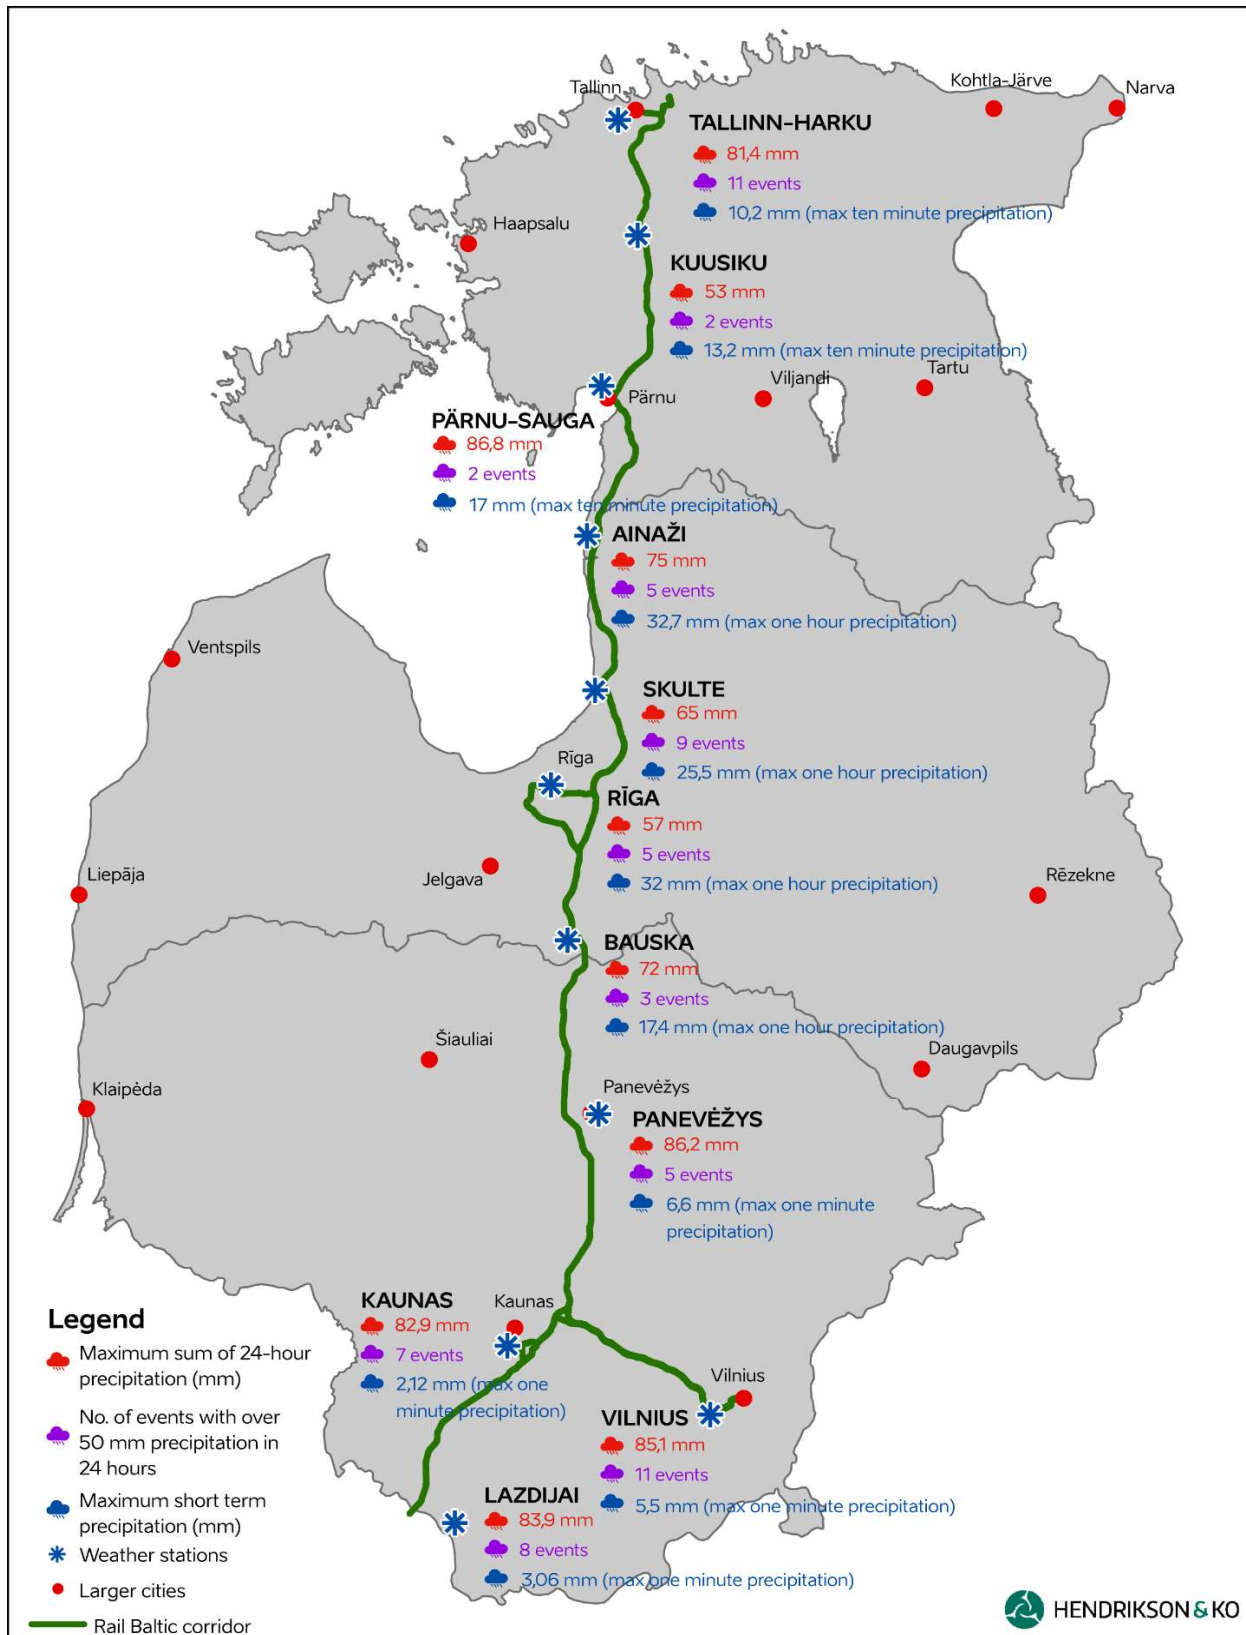 Tallinn
Kohtla-Järve
Narva
TALLINN-HARKU
81,4 mm
11 events
10,2 mm (max ten minute precipitation)
Haapsalu
KUUSIKU
53 mm
2 events
13,2 mm (max ten minute precipitation)
Tartu
Viljandi
Pärnu
PÄRNU-SAUGA
86,8 mm
2 events
17 mm (max ten minute precipitation)
AINAŽI
75 mm
5 events
32,7 mm (max one hour precipitation)
Ventspils
SKULTE
65 mm
9 events
25,5 mm (max one hour precipitation)
Rīga
RĪGA
57 mm
5 events
32 mm (max one hour precipitation)
Liepāja
Jelgava
Rēzekne
BAUSKA
72 mm
3 events
17,4 mm (max one hour precipitation)
Šiauliai
Daugavpils
Klaipėda
Panevėžys
PANEVĖŽYS
86,2 mm
5 events
6,6 mm (max one minute
precipitation)
KAUNAS
Kaunas
82,9 mm
7 events
2,12 mm (max one
minute precipitation)
Vilnius
VILNIUS
85,1 mm
11 events
5,5 mm (max one minute precipitation)
LAZDIJAI
83,9 mm
8 events
3,06 mm (max one minute precipitation)
Legend
Maximum sum of 24-hour
precipitation (mm)
No. of events with over
50 mm precipitation in
24 hours
Maximum short term
precipitation (mm)
Weather stations
Larger cities
Rail Baltic corridor
HENDRIKSON & KO